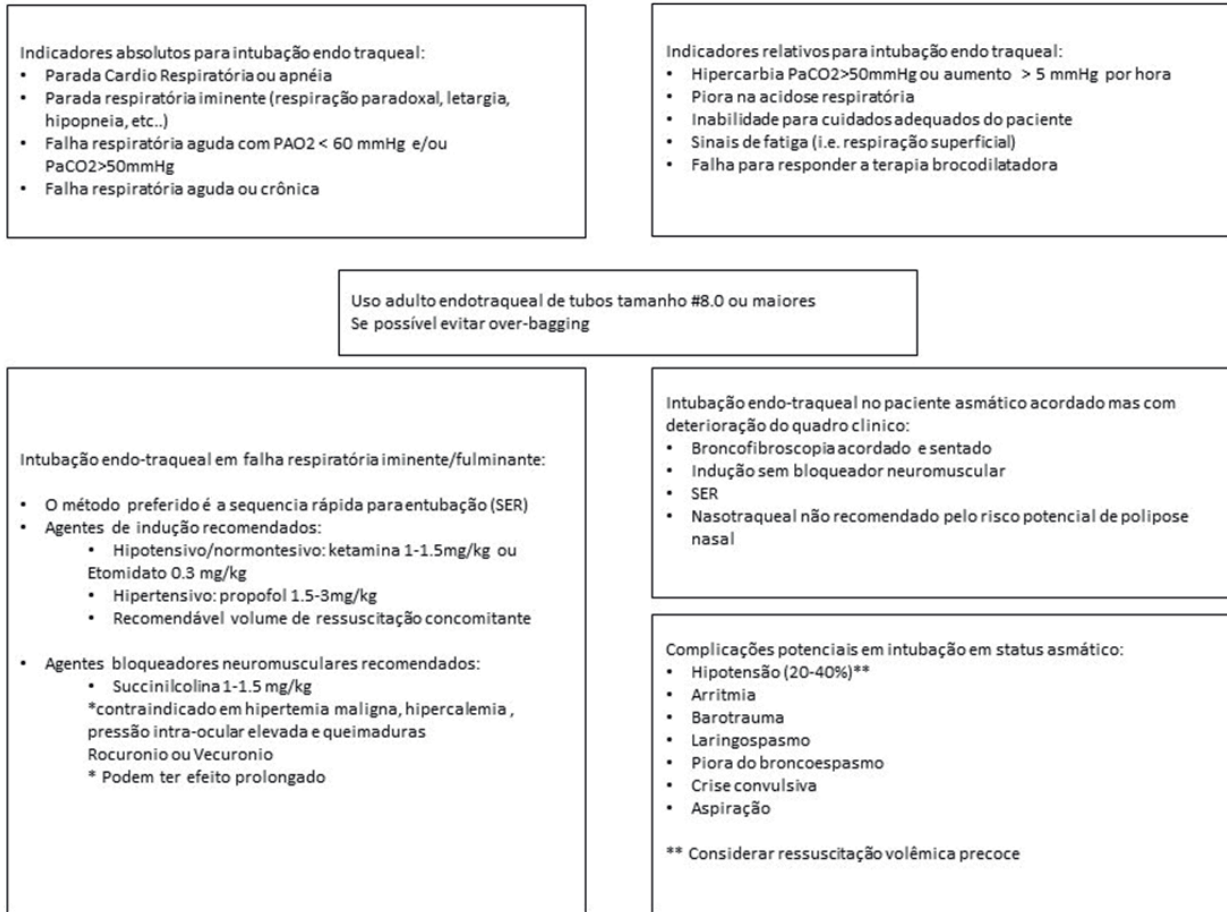 Indicadores absolutos para intubação endo traqueal:
• Parada Cardio Respiratória ou apnéia
• Parada respiratória iminente (respiração paradoxal, letargia,
hipopneia, etc..)
• Falha respiratória aguda com PAO2 < 60 mmHg e/ou
PaCO2>50mmHg
• Falha respiratória aguda ou crônica
Indicadores relativos para intubação endo traqueal:
• Hipercarbia PaCO2>50mmHg ou aumento > 5 mmHg por hora
• Piora na acidose respiratória
• Inabilidade para cuidados adequados do paciente
• Sinais de fatiga (i.e. respiração superficial)
• Falha para responder a terapia brocodilatadora
Uso adulto endotraqueal de tubos tamanho #8.0 ou maiores
Se possível evitar over-bagging
Intubação endo-traqueal em falha respiratória iminente/fulminante:
• O método preferido é a sequencia rápida para entubação (SER)
• Agentes de indução recomendados:
• Hipotensivo/normontesivo: ketamina 1-1.5mg/kg ou
Etomidato 0.3 mg/kg
• Hipertensivo: propofol 1.5-3mg/kg
• Recomendável volume de ressuscitação concomitante
• Agentes bloqueadores neuromusculares recomendados:
• Succinilcolina 1-1.5 mg/kg
*contraindicado em hipertemia maligna, hipercalemia ,
pressão intra-ocular elevada e queimaduras
Rocuronio ou Vecuronio
* Podem ter efeito prolongado
Intubação endo-traqueal no paciente asmático acordado mas com
deterioração do quadro clinico:
• Broncofibroscopia acordado e sentado
• Indução sem bloqueador neuromuscular
• SER
• Nasotraqueal não recomendado pelo risco potencial de polipose
nasal
Complicações potenciais em intubação em status asmático:
• Hipotensão (20-40%)**
• Arritmia
• Barotrauma
• Laringospasmo
• Piora do broncoespasmo
• Crise convulsiva
• Aspiração
** Considerar ressuscitação volêmica precoce